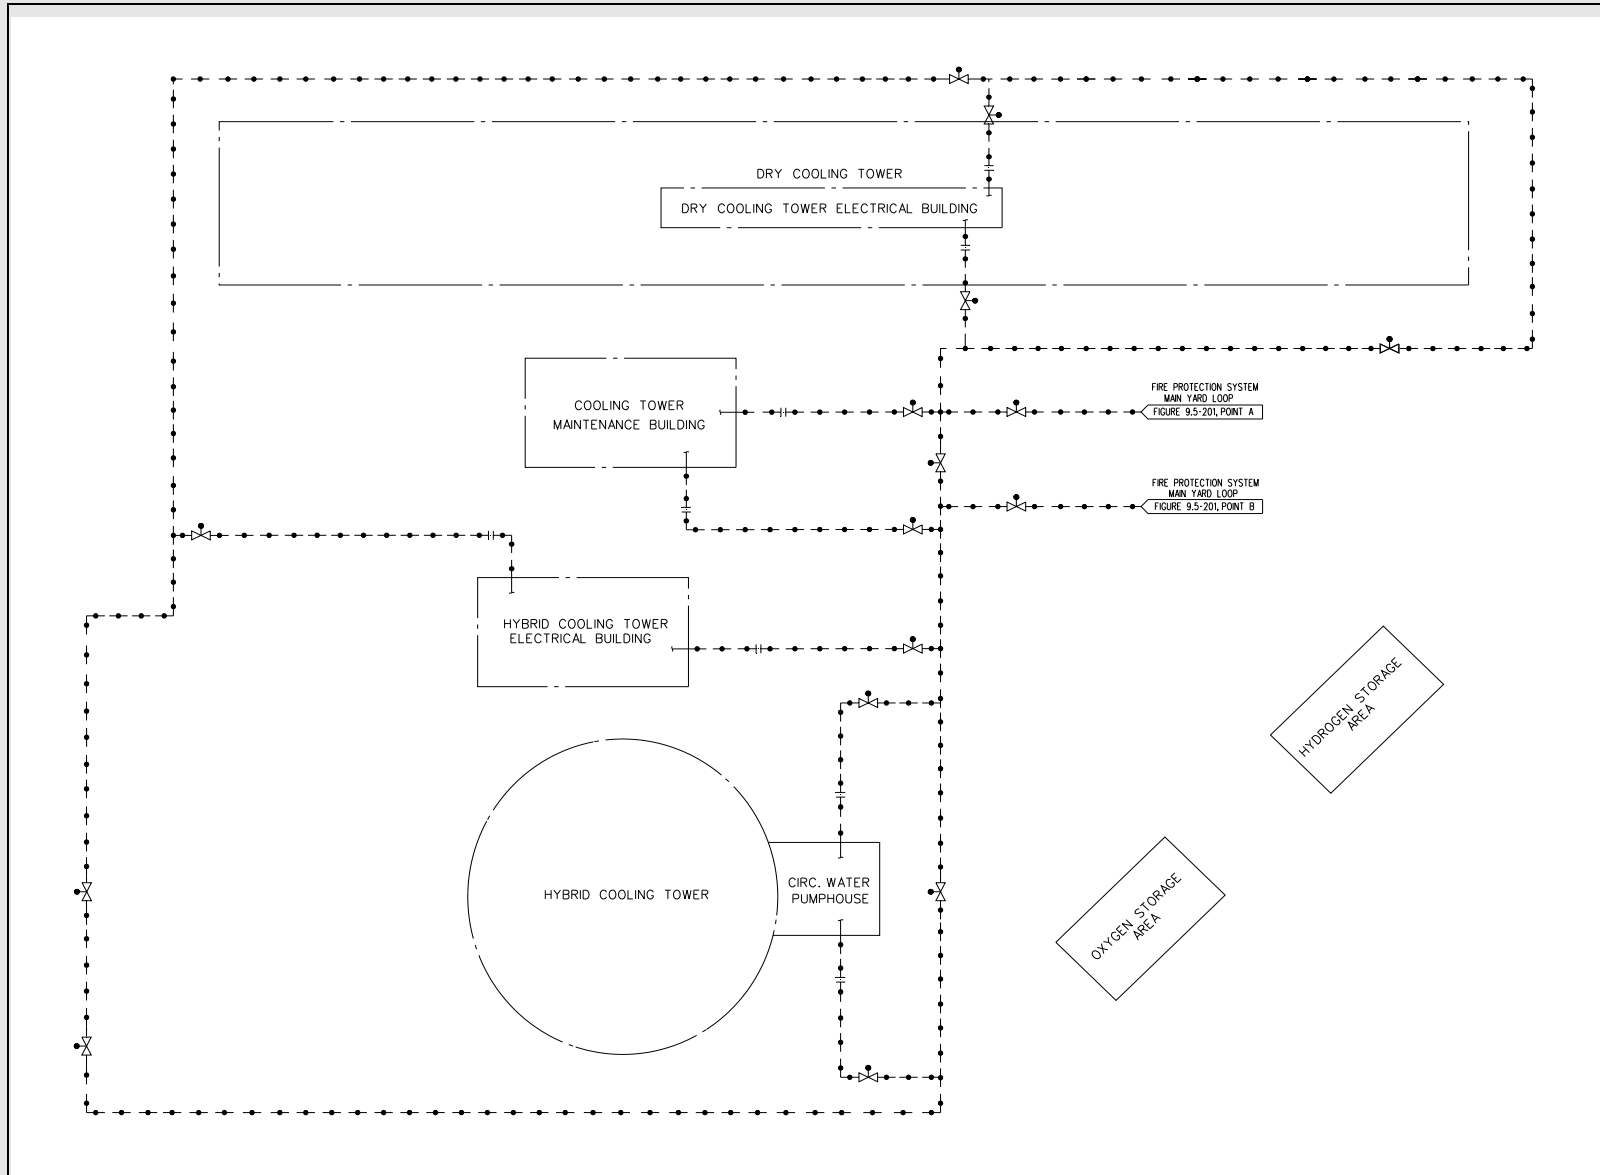 DRY COOLING TOWER
DRY COOLING TOWER ELECTRICAL BUILDING
COOLING TOWER
MAINTENANCE BUILDING
FIRE PROTECTION SYSTEM
MAIN YARD LOOP
FIGURE 9.5-201, POINT A
FIRE PROTECTION SYSTEM
MAIN YARD LOOP
FIGURE 9.5-201, POINT B
HYBRID COOLING TOWER
ELECTRICAL BUILDING
HYDROGEN STORAGE
AREA
HYBRID COOLING TOWER
CIRC. WATER
PUMPHOUSE
OXYGEN STORAGE
AREA